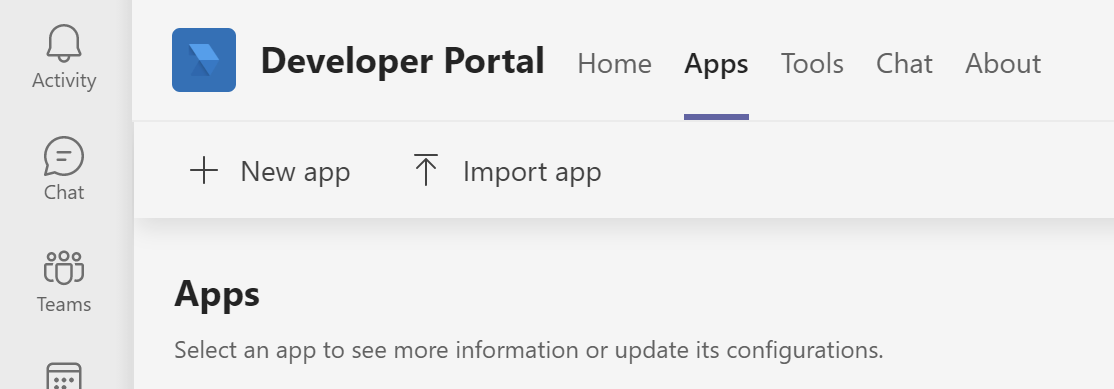 Activity
Chat
Teams
Developer Portal Home Apps Tools Chat About
New app Import app
Apps
Select an app to see more information or update its configurations.